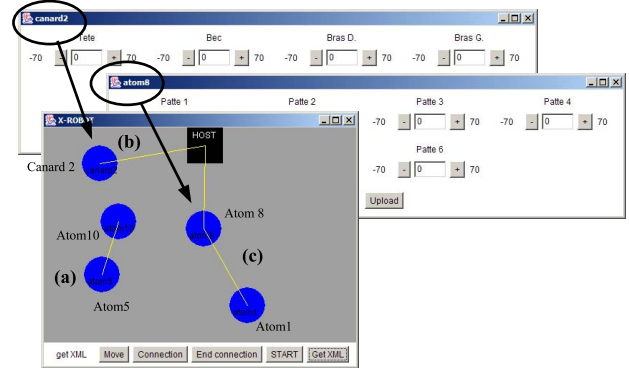 canard2
Tete Bec Bras D. Bras G.
-70 - 0 + 70 -70 - 0 + 70 -70 - 0 + 70 -70 - 0 + 70
atom8
Patte 1 Patte 2 Patte 3 Patte 4
-70 - 0 + 70 -70 - 0 + 70
Patte 6
-70 - 0 + 70
Upload
X-ROBOT
HOST
(b)
Canard 2
canard2
Atom 8
Atom10
(c)
(a)
Atom5
Atom1
get XML Move Connection End connection START Get XML